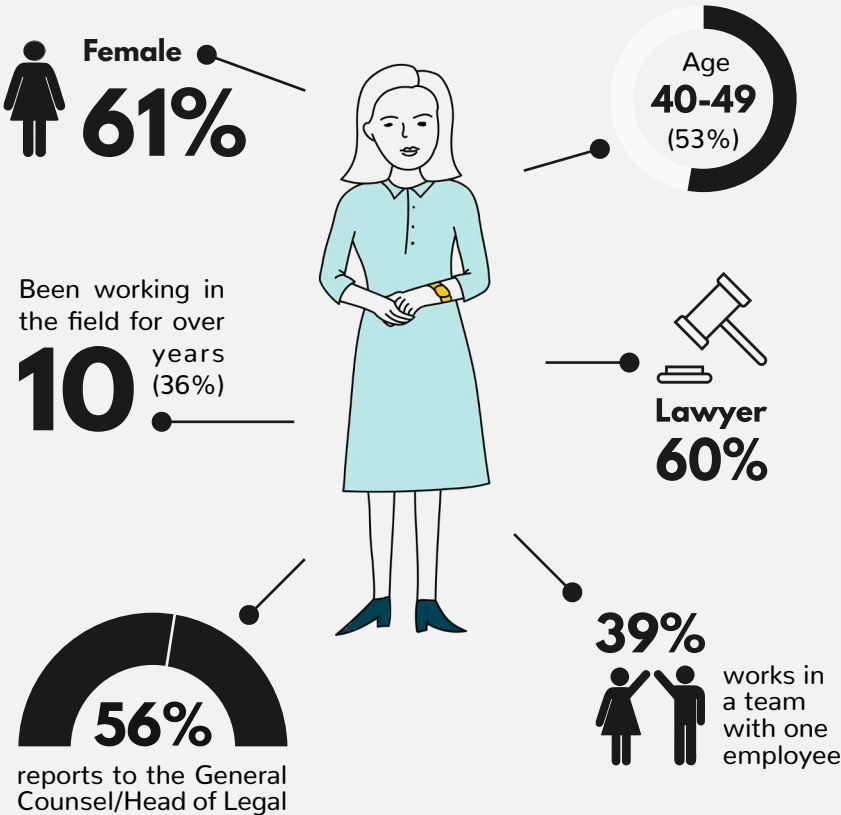 Female
61%
Age
40-49
(53%)
Been working in
the field for over
10 years
(36%)
Lawyer
60%
56%
reports to the General
Counsel/Head of Legal
39%
works in
a team
with one
employee